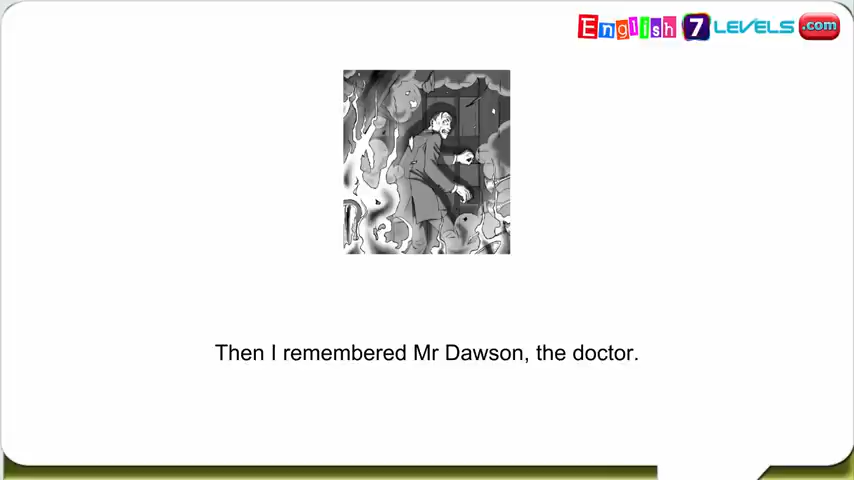 English 7 LEVELS .com
Then I remembered Mr Dawson, the doctor.